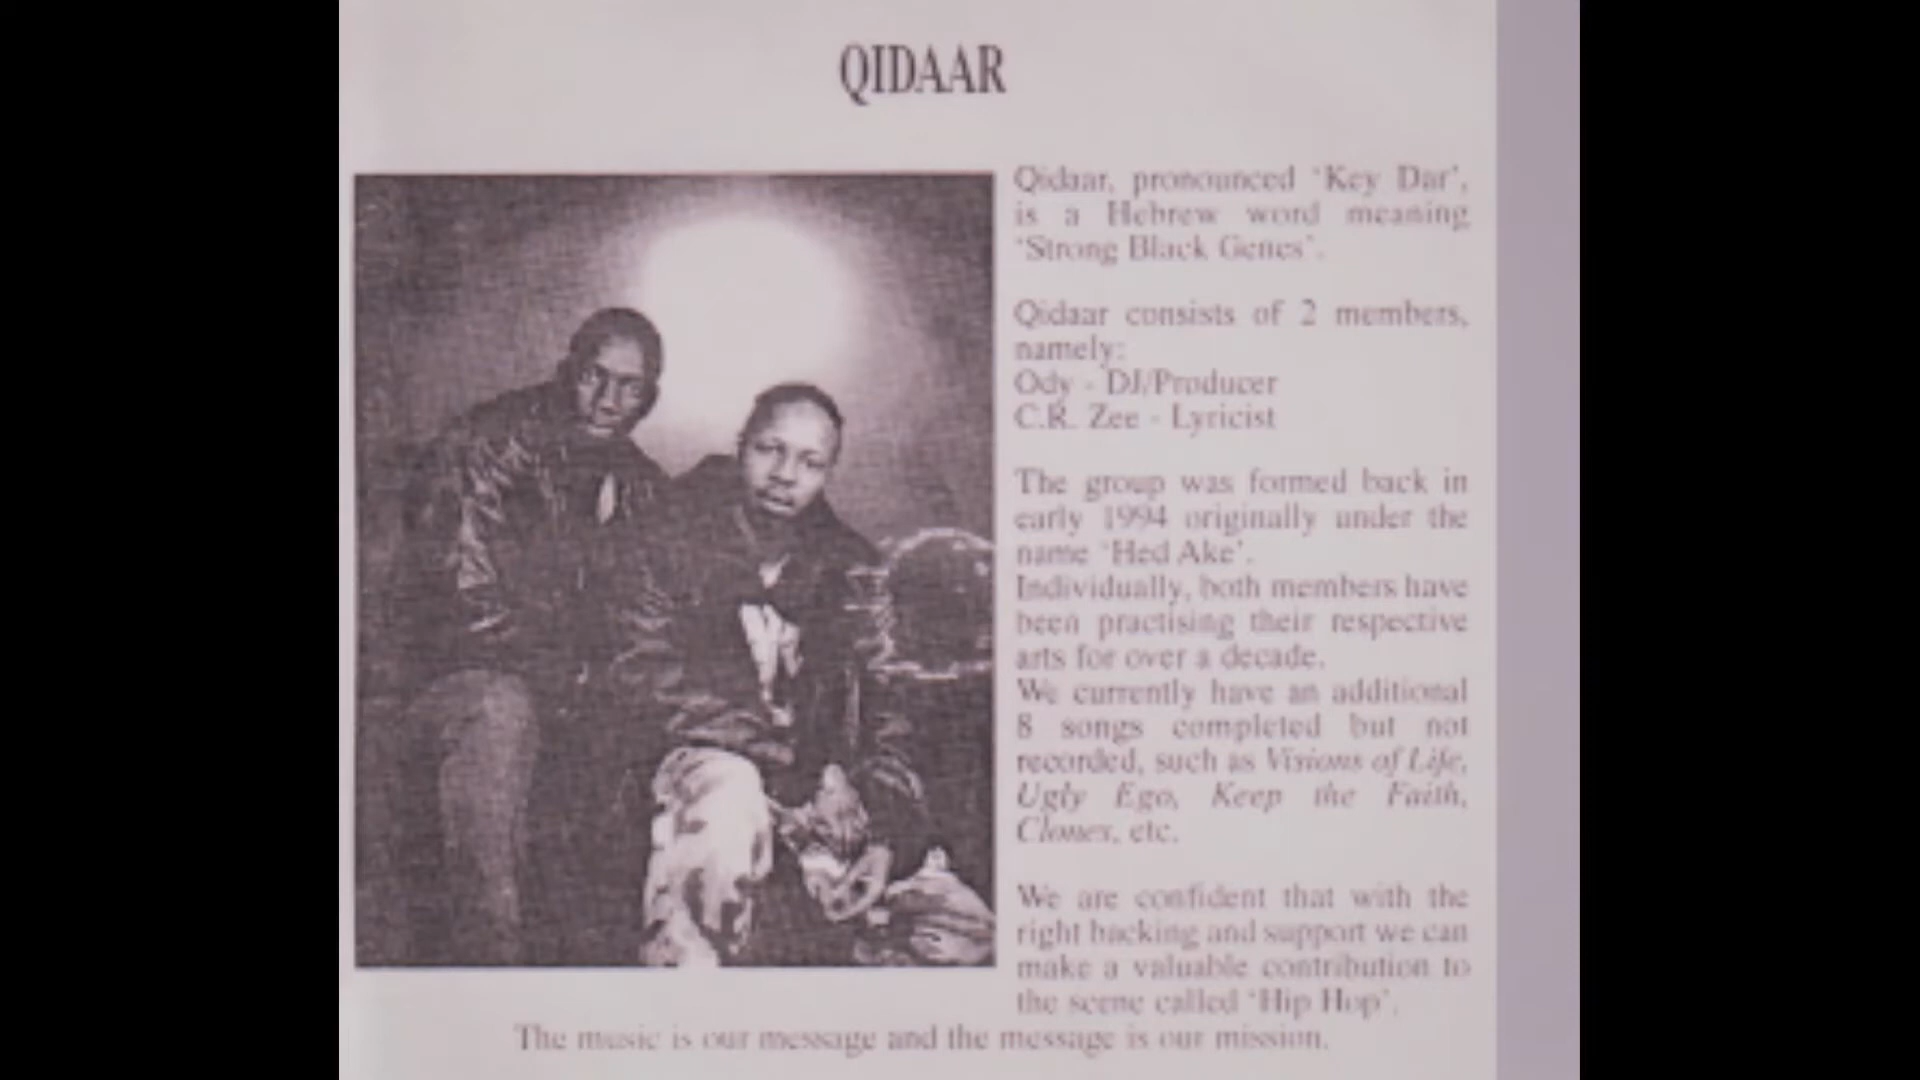 QIDAAR
Qidaar, pronounced ‘Key Dar’,
is a Hebrew word meaning
‘Strong Black Genes’.
Qidaar consists of 2 members,
namely:
Ody - DJ/Producer
C.R. Zee - Lyricist
The group was formed back in
early 1994 originally under the
name ‘Hed Ake’.
Individually, both members have
been practising their respective
arts for over a decade.
We currently have an additional
8 songs completed but not
recorded, such as Visions of Life,
Ugly Ego, Keep the Faith,
Clones, etc.
We are confident that with the
right backing and support we can
make a valuable contribution to
the scene called ‘Hip Hop’.
The music is our message and the message is our mission.